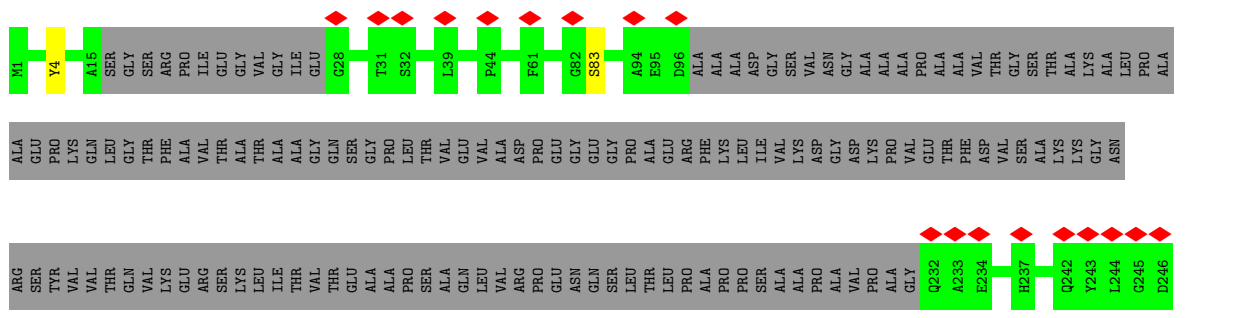 M1 Y4 A15 SER GLY SER ARG PRO ILE GLU GLY VAL GLY ILE GLU G28 T31 S32 L39 P44 F61 G82 S83 A94 E95 D96 ALA ALA ALA ASP GLY SER VAL ASN GLY ALA ALA ALA PRO ALA ALA VAL THR GLY SER THR ALA LYS ALA LEU PRO ALA
ALA GLU PRO LYS GLN LEU GLY THR PHE ALA VAL THR ALA THR ALA ALA GLY GLN SER GLY PRO LEU THR VAL GLU VAL ALA ASP PRO GLU GLY GLU GLY PRO ALA GLU ARG PHE LYS LEU ILE VAL LYS ASP GLY ASP LYS PRO VAL GLU THR PHE ASP VAL SER ALA LYS LYS GLY ASN
ARG SER TYR VAL VAL THR GLN VAL LYS GLU ARG SER LYS LEU ILE THR VAL THR GLU ALA ALA PRO SER ALA GLN LEU VAL ARG PRO GLU ASN GLN SER LEU THR LEU PRO ALA PRO PRO SER ALA ALA PRO ALA VAL PRO ALA GLY Q232 A233 E234 H237 Q242 Y243 L244 G245 D246